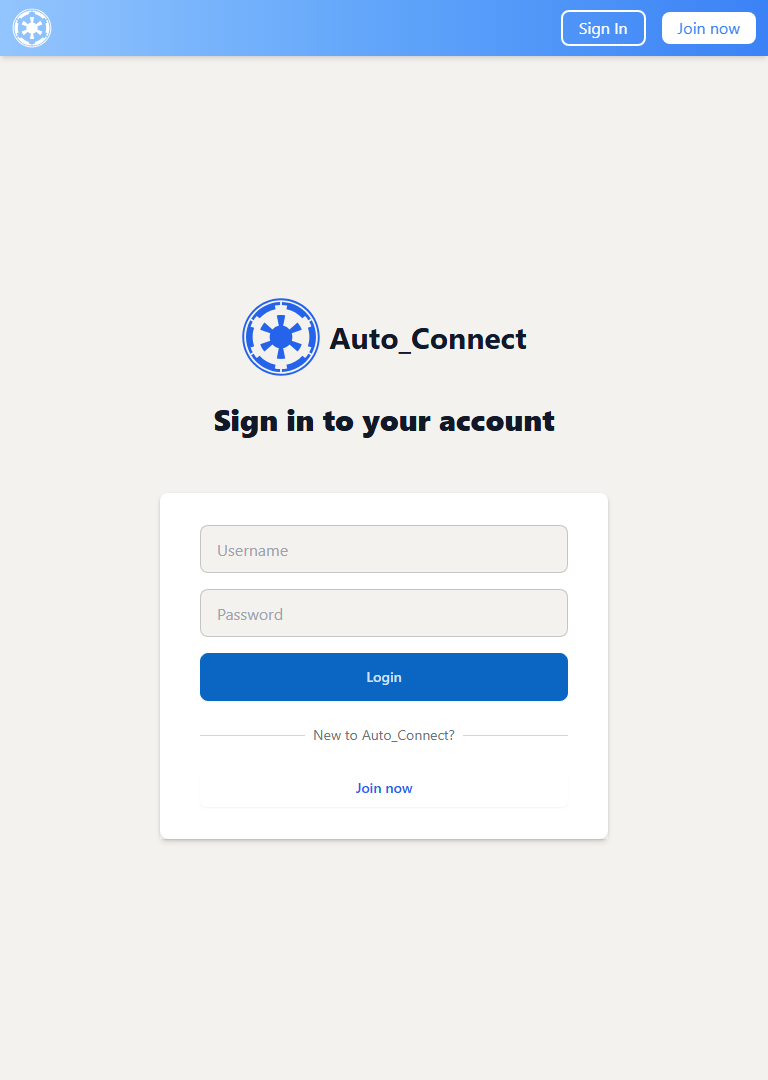 Sign In
Join now
Auto_Connect
Sign in to your account
Username
Password
Login
New to Auto_Connect?
Join now